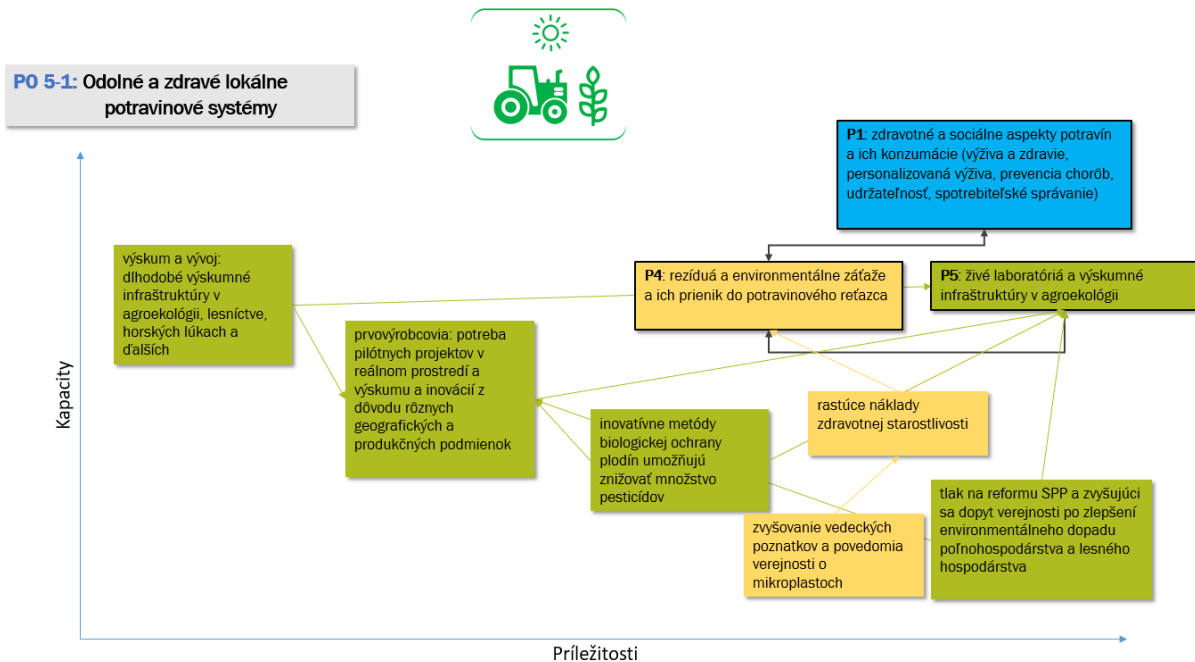 PO 5-1: Odolné a zdravé lokálne
potravinové systémy
P1: zdravotné a sociálne aspekty potravín
a ich konzumácie (výživa a zdravie,
personalizovaná výživa, prevencia chorôb,
udržateľnosť, spotrebiteľské správanie)
výskum a vývoj:
dlhodobé výskumné
infraštruktúry v
agroekológii, lesníctve,
horských lúkach a
ďalších
P4: rezíduá a environmentálne záťaže
a ich prienik do potravinového reťazca
P5: živé laboratóriá a výskumné
infraštruktúry v agroekológii
prvovýrobcovia: potreba
pilótnych projektov v
reálnom prostredí a
výskumu a inovácií z
dôvodu rôznych
geografických a
produkčných podmienok
rastúce náklady
zdravotnej starostlivosti
inovatívne metódy
biologickej ochrany
plodín umožňujú
znižovať množstvo
pesticídov
tlak na reformu SPP a zvyšujúci
sa dopyt verejnosti po zlepšení
environmentálneho dopadu
poľnohospodárstva a lesného
hospodárstva
zvyšovanie vedeckých
poznatkov a povedomia
verejnosti o
mikroplastoch
Kapacity
Príležitosti